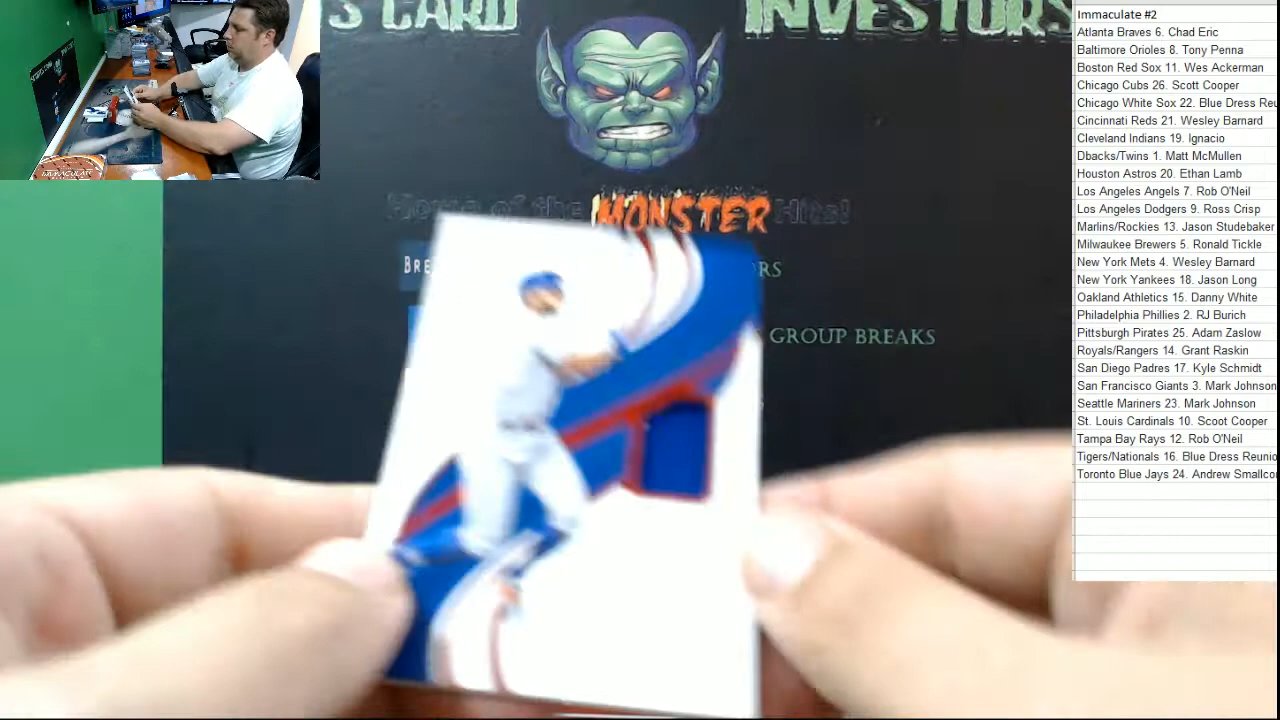 S CARD INVESTORS
Home of the MONSTER Hits!
BRE
ORS
GROUP BREAKS
IMMACULATE
Immaculate #2
Atlanta Braves 6. Chad Eric
Baltimore Orioles 8. Tony Penna
Boston Red Sox 11. Wes Ackerman
Chicago Cubs 26. Scott Cooper
Chicago White Sox 22. Blue Dress Reu
Cincinnati Reds 21. Wesley Barnard
Cleveland Indians 19. Ignacio
Dbacks/Twins 1. Matt McMullen
Houston Astros 20. Ethan Lamb
Los Angeles Angels 7. Rob O'Neil
Los Angeles Dodgers 9. Ross Crisp
Marlins/Rockies 13. Jason Studebaker
Milwaukee Brewers 5. Ronald Tickle
New York Mets 4. Wesley Barnard
New York Yankees 18. Jason Long
Oakland Athletics 15. Danny White
Philadelphia Phillies 2. RJ Burich
Pittsburgh Pirates 25. Adam Zaslow
Royals/Rangers 14. Grant Raskin
San Diego Padres 17. Kyle Schmidt
San Francisco Giants 3. Mark Johnson
Seattle Mariners 23. Mark Johnson
St. Louis Cardinals 10. Scoot Cooper
Tampa Bay Rays 12. Rob O'Neil
Tigers/Nationals 16. Blue Dress Reunio
Toronto Blue Jays 24. Andrew Smallco